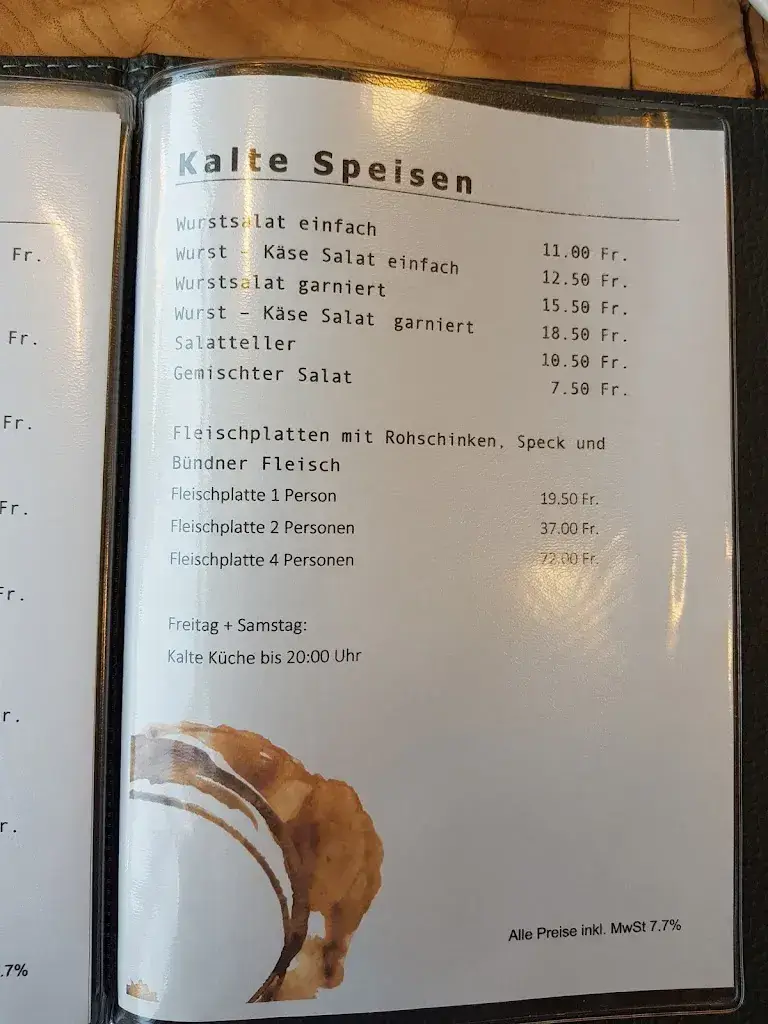 Fr.
Fr.
Fr.
Fr.
Fr.
r.
r.
.7%
Kalte Speisen
Wurstsalat einfach 11.00 Fr.
Wurst - Käse Salat einfach 12.50 Fr.
Wurstsalat garniert 15.50 Fr.
Wurst – Käse Salat garniert 18.50 Fr.
Salatteller 10.50 Fr.
Gemischter Salat 7.50 Fr.
Fleischplatten mit Rohschinken, Speck und
Bündner Fleisch
Fleischplatte 1 Person 19.50 Fr.
Fleischplatte 2 Personen 37.00 Fr.
Fleischplatte 4 Personen 72.00 Fr.
Freitag + Samstag:
Kalte Küche bis 20:00 Uhr
Alle Preise inkl. MwSt 7.7%